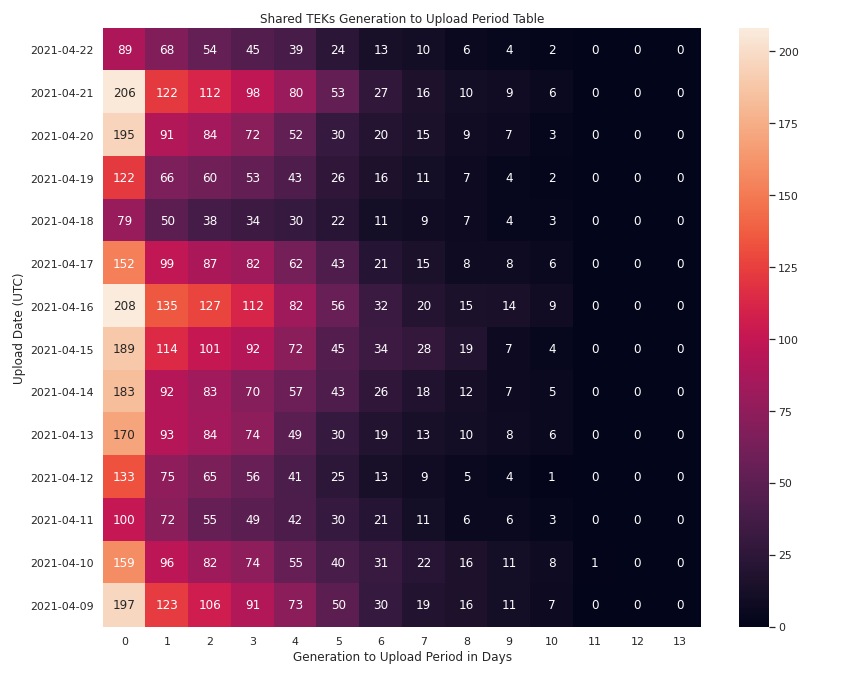 Shared TEKs Generation to Upload Period Table
2021-04-22 89 68 54 45 39 24 13 10 6 4 2 0 0 0
2021-04-21 206 122 112 98 80 53 27 16 10 9 6 0 0 0
2021-04-20 195 91 84 72 52 30 20 15 9 7 3 0 0 0
2021-04-19 122 66 60 53 43 26 16 11 7 4 2 0 0 0
2021-04-18 79 50 38 34 30 22 11 9 7 4 3 0 0 0
2021-04-17 152 99 87 82 62 43 21 15 8 8 6 0 0 0
2021-04-16 208 135 127 112 82 56 32 20 15 14 9 0 0 0
2021-04-15 189 114 101 92 72 45 34 28 19 7 4 0 0 0
2021-04-14 183 92 83 70 57 43 26 18 12 7 5 0 0 0
2021-04-13 170 93 84 74 49 30 19 13 10 8 6 0 0 0
2021-04-12 133 75 65 56 41 25 13 9 5 4 1 0 0 0
2021-04-11 100 72 55 49 42 30 21 11 6 6 3 0 0 0
2021-04-10 159 96 82 74 55 40 31 22 16 11 8 1 0 0
2021-04-09 197 123 106 91 73 50 30 19 16 11 7 0 0 0
0 1 2 3 4 5 6 7 8 9 10 11 12 13
Generation to Upload Period in Days
Upload Date (UTC)
200
175
150
125
100
75
50
25
0